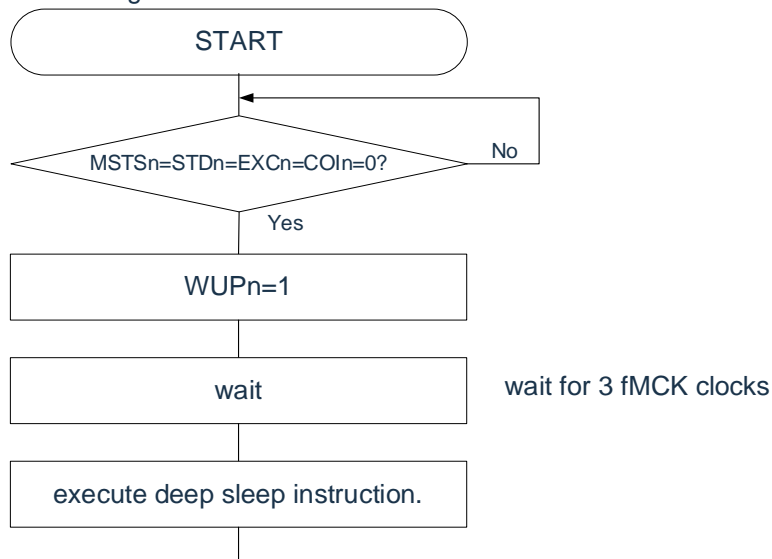 START
MSTSn=STDn=EXCn=COIn=0?
No
Yes
WUPn=1
wait
wait for 3 fMCK clocks
execute deep sleep instruction.